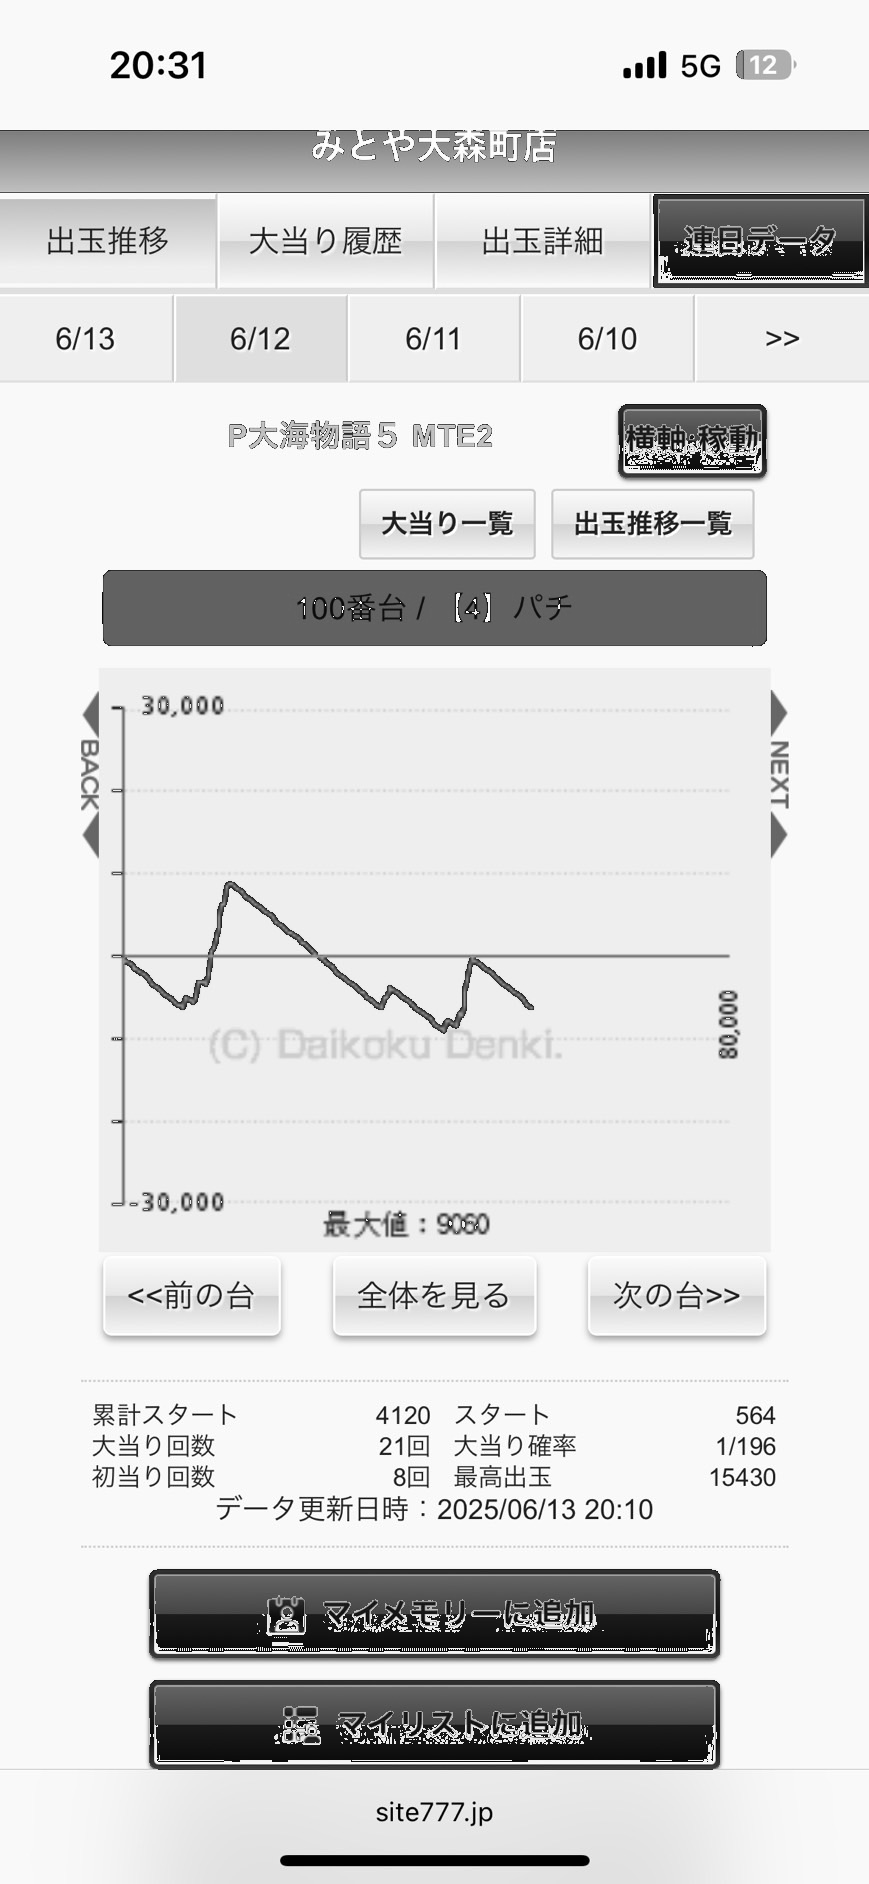 20:31
5G 12
みとや大森町店
出玉推移 大当り履歴 出玉詳細 連日データ
6/13 6/12 6/11 6/10 >>
P大海物語5 MTE2
横軸:稼動
大当り一覧 出玉推移一覧
100番台 / 【4】 パチ
30,000
BACK
NEXT
80,000
(C) Daikoku Denki.
-30,000
最大値：9060
<<前の台 全体を見る 次の台>>
累計スタート 4120 スタート 564
大当り回数 21回 大当り確率 1/196
初当り回数 8回 最高出玉 15430
データ更新日時：2025/06/13 20:10
マイメモリーに追加
マイリストに追加
site777.jp